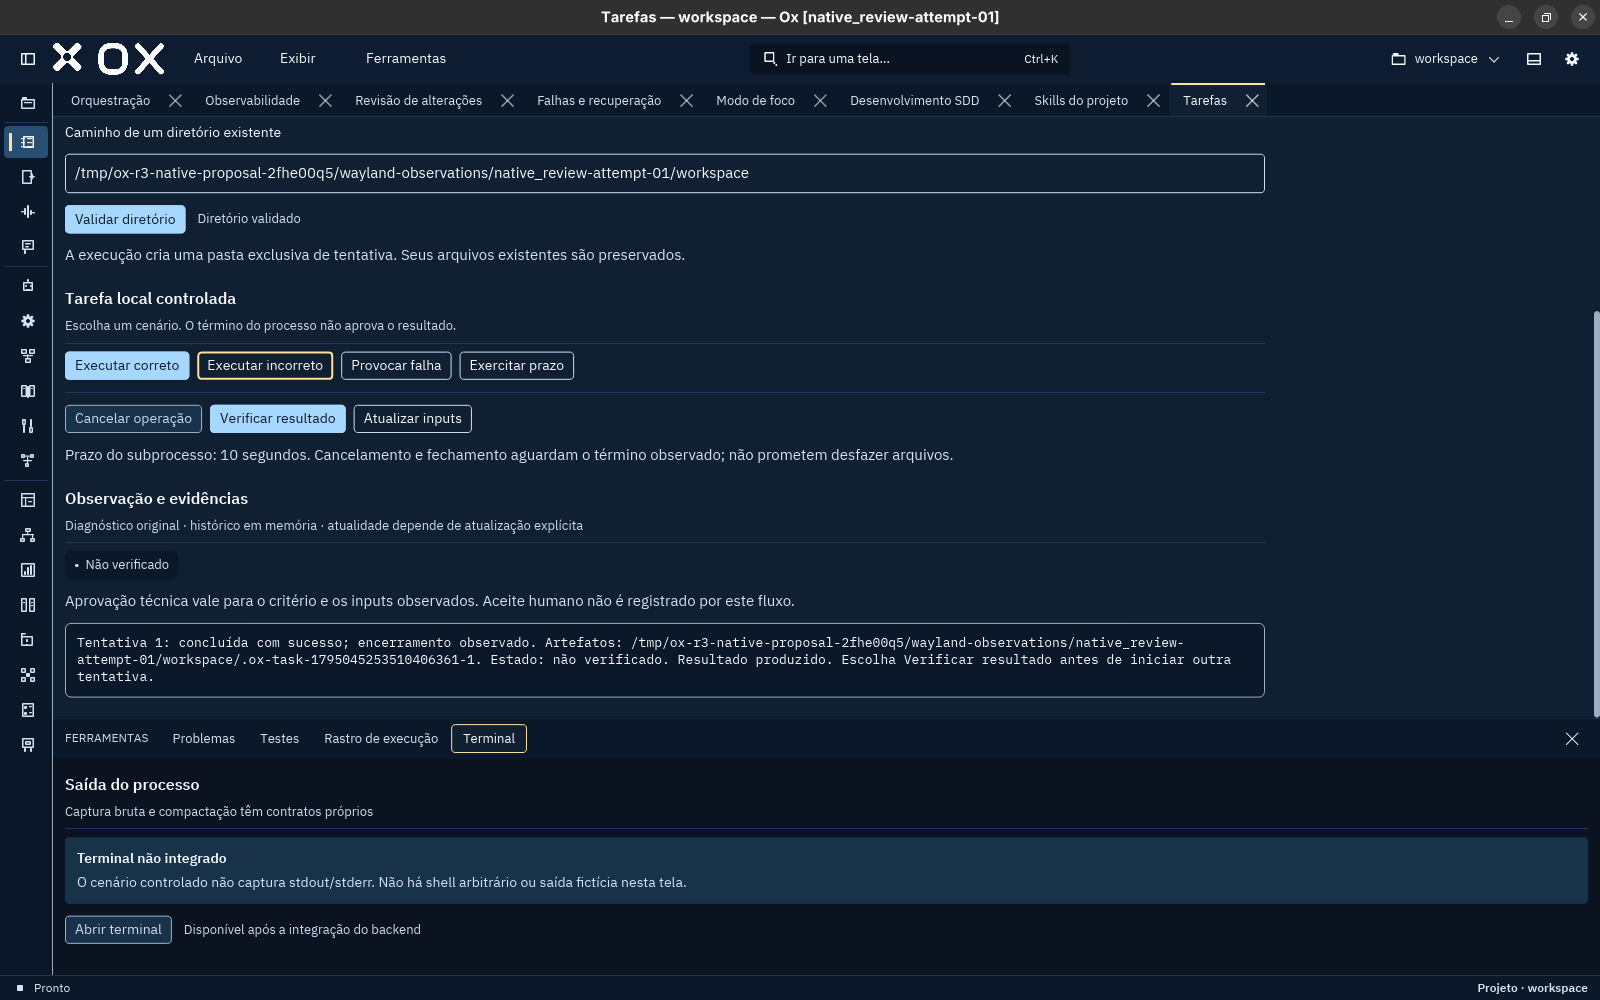 Tarefas — workspace — Ox [native_review-attempt-01]
OX
Arquivo Exibir Ferramentas
Ir para uma tela... Ctrl+K
workspace
Orquestração Observabilidade Revisão de alterações Falhas e recuperação Modo de foco Desenvolvimento SDD Skills do projeto Tarefas
Caminho de um diretório existente
/tmp/ox-r3-native-proposal-2fhe00q5/wayland-observations/native_review-attempt-01/workspace
Validar diretório Diretório validado
A execução cria uma pasta exclusiva de tentativa. Seus arquivos existentes são preservados.
Tarefa local controlada
Escolha um cenário. O término do processo não aprova o resultado.
Executar correto Executar incorreto Provocar falha Exercitar prazo
Cancelar operação Verificar resultado Atualizar inputs
Prazo do subprocesso: 10 segundos. Cancelamento e fechamento aguardam o término observado; não prometem desfazer arquivos.
Observação e evidências
Diagnóstico original · histórico em memória · atualidade depende de atualização explícita
• Não verificado
Aprovação técnica vale para o critério e os inputs observados. Aceite humano não é registrado por este fluxo.
Tentativa 1: concluída com sucesso; encerramento observado. Artefatos: /tmp/ox-r3-native-proposal-2fhe00q5/wayland-observations/native_review-
attempt-01/workspace/.ox-task-1795045253510406361-1. Estado: não verificado. Resultado produzido. Escolha Verificar resultado antes de iniciar outra
tentativa.
FERRAMENTAS Problemas Testes Rastro de execução Terminal
Saída do processo
Captura bruta e compactação têm contratos próprios
Terminal não integrado
O cenário controlado não captura stdout/stderr. Não há shell arbitrário ou saída fictícia nesta tela.
Abrir terminal Disponível após a integração do backend
Pronto
Projeto · workspace